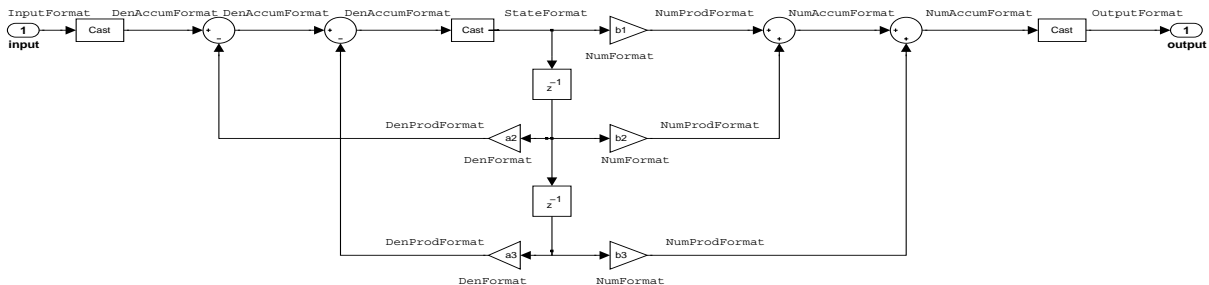 InputFormat DenAccumFormat DenAccumFormat DenAccumFormat StateFormat NumProdFormat NumAccumFormat NumAccumFormat OutputFormat
1 Cast + + Cast b1 + + Cast 1
− − + +
input NumFormat output
z⁻¹
DenProdFormat NumProdFormat
a2 b2
DenFormat NumFormat
z⁻¹
DenProdFormat NumProdFormat
a3 b3
DenFormat NumFormat